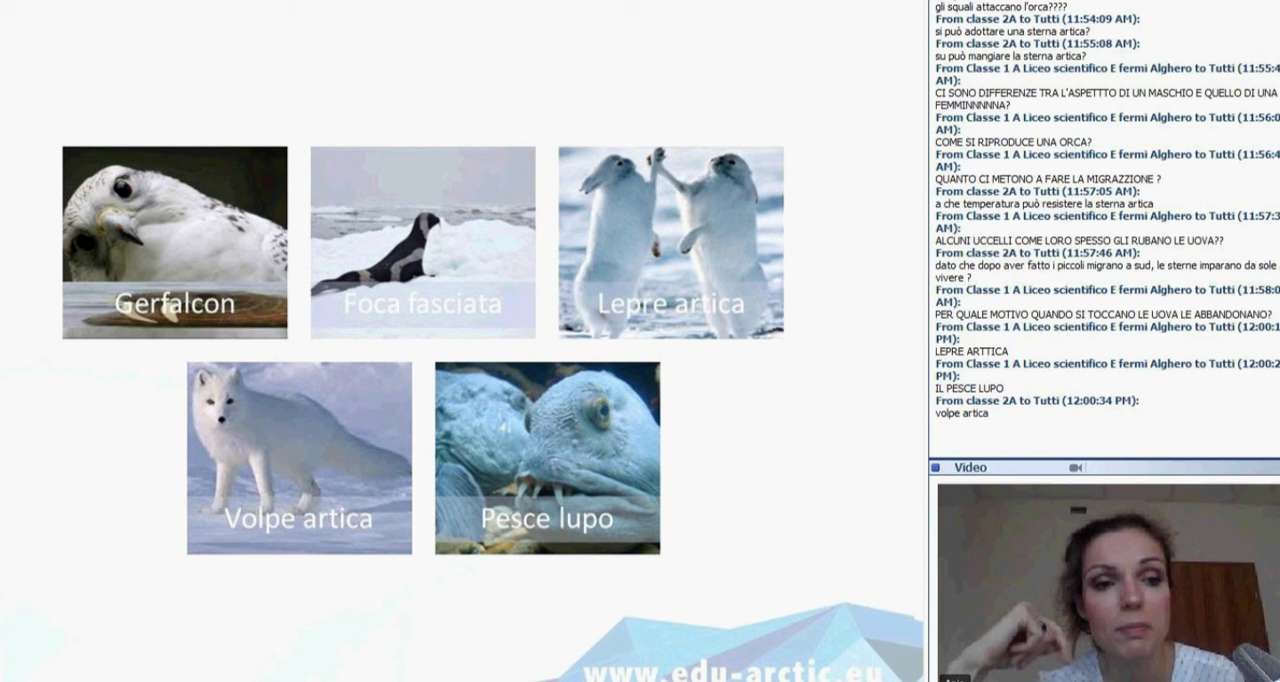 Gerfalcon
Foca fasciata
Lepre artica
Volpe artica
Pesce lupo
www.edu-arctic.eu
gli squali attaccano l'orca????
From classe 2A to Tutti (11:54:09 AM):
si può adottare una sterna artica?
From classe 2A to Tutti (11:55:08 AM):
su può mangiare la sterna artica?
From Classe 1 A Liceo scientifico E fermi Alghero to Tutti (11:55:4
AM):
CI SONO DIFFERENZE TRA L'ASPETTTO DI UN MASCHIO E QUELLO DI UNA
FEMMINNNNNA?
From Classe 1 A Liceo scientifico E fermi Alghero to Tutti (11:56:0
AM):
COME SI RIPRODUCE UNA ORCA?
From Classe 1 A Liceo scientifico E fermi Alghero to Tutti (11:56:4
AM):
QUANTO CI METONO A FARE LA MIGRAZZIONE ?
From classe 2A to Tutti (11:57:05 AM):
a che temperatura può resistere la sterna artica
From Classe 1 A Liceo scientifico E fermi Alghero to Tutti (11:57:3
AM):
ALCUNI UCCELLI COME LORO SPESSO GLI RUBANO LE UOVA??
From classe 2A to Tutti (11:57:46 AM):
dato che dopo aver fatto i piccoli migrano a sud, le sterne imparano da sole
vivere ?
From Classe 1 A Liceo scientifico E fermi Alghero to Tutti (11:58:0
AM):
PER QUALE MOTIVO QUANDO SI TOCCANO LE UOVA LE ABBANDONANO?
From Classe 1 A Liceo scientifico E fermi Alghero to Tutti (12:00:1
PM):
LEPRE ARTTICA
From Classe 1 A Liceo scientifico E fermi Alghero to Tutti (12:00:2
PM):
IL PESCE LUPO
From classe 2A to Tutti (12:00:34 PM):
volpe artica
Video